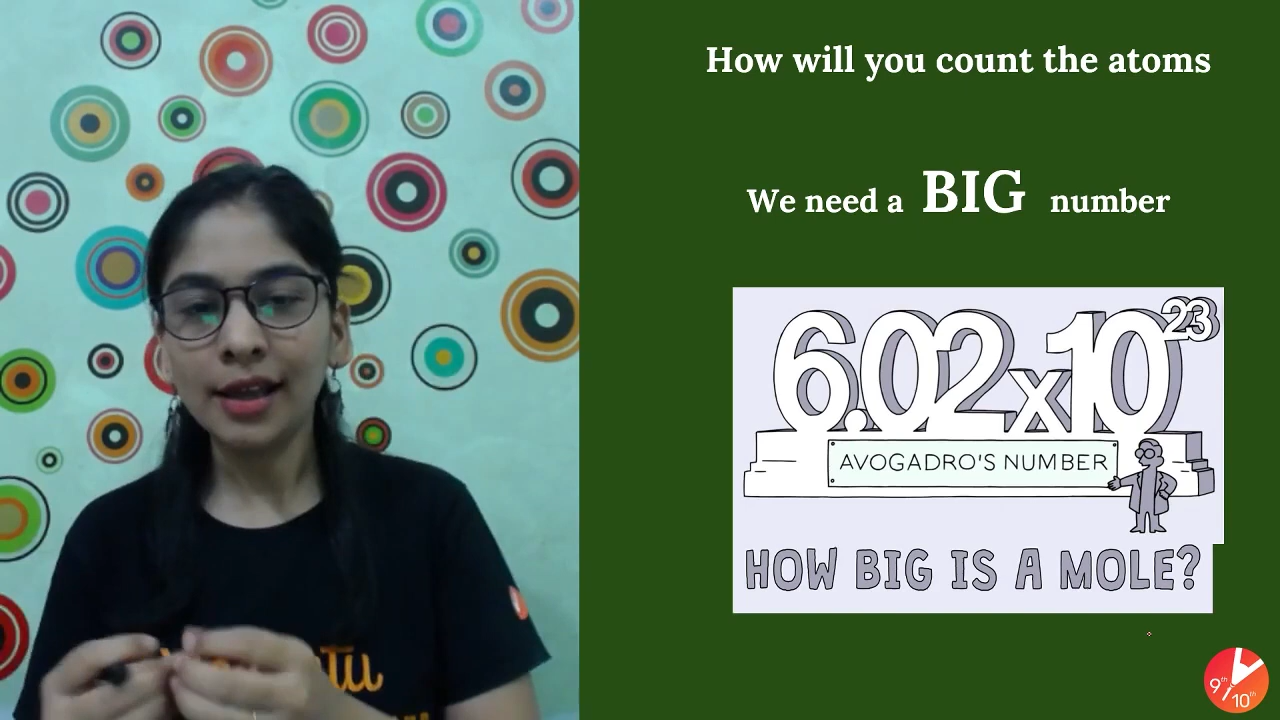 How will you count the atoms
We need a BIG number
6.02x10²³
AVOGADRO'S NUMBER
HOW BIG IS A MOLE?
9th
10th